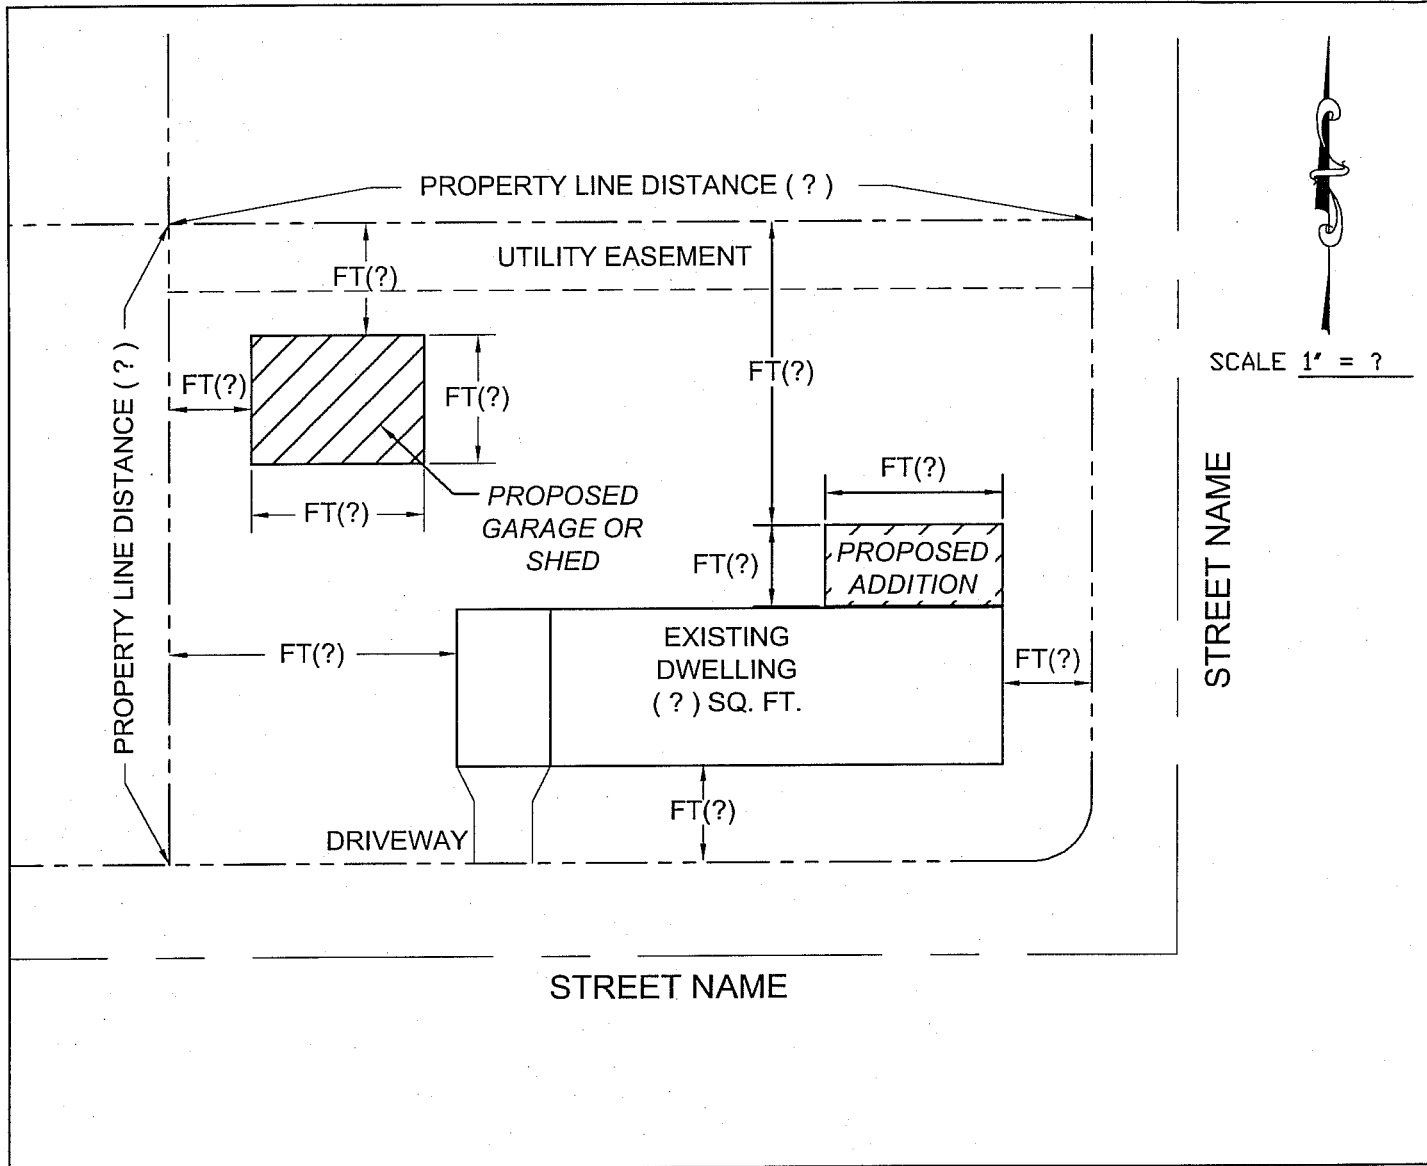 PROPERTY LINE DISTANCE ( ? )
UTILITY EASEMENT
FT(?)
SCALE 1" = ?
PROPERTY LINE DISTANCE ( ? )
FT(?)
FT(?)
FT(?)
FT(?)
PROPOSED
GARAGE OR
SHED
FT(?)
FT(?)
PROPOSED
ADDITION
STREET NAME
FT(?)
EXISTING
DWELLING
( ? ) SQ. FT.
FT(?)
FT(?)
DRIVEWAY
STREET NAME